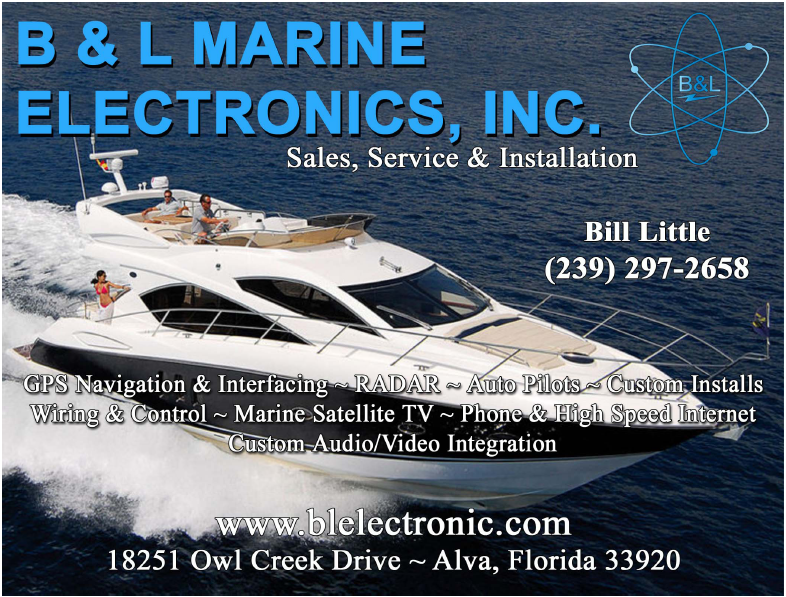 B & L MARINE
ELECTRONICS, INC.
B&L
Sales, Service & Installation
Bill Little
(239) 297-2658
GPS Navigation & Interfacing ~ RADAR ~ Auto Pilots ~ Custom Installs
Wiring & Control ~ Marine Satellite TV ~ Phone & High Speed Internet
Custom Audio/Video Integration
www.blelectronic.com
18251 Owl Creek Drive ~ Alva, Florida 33920